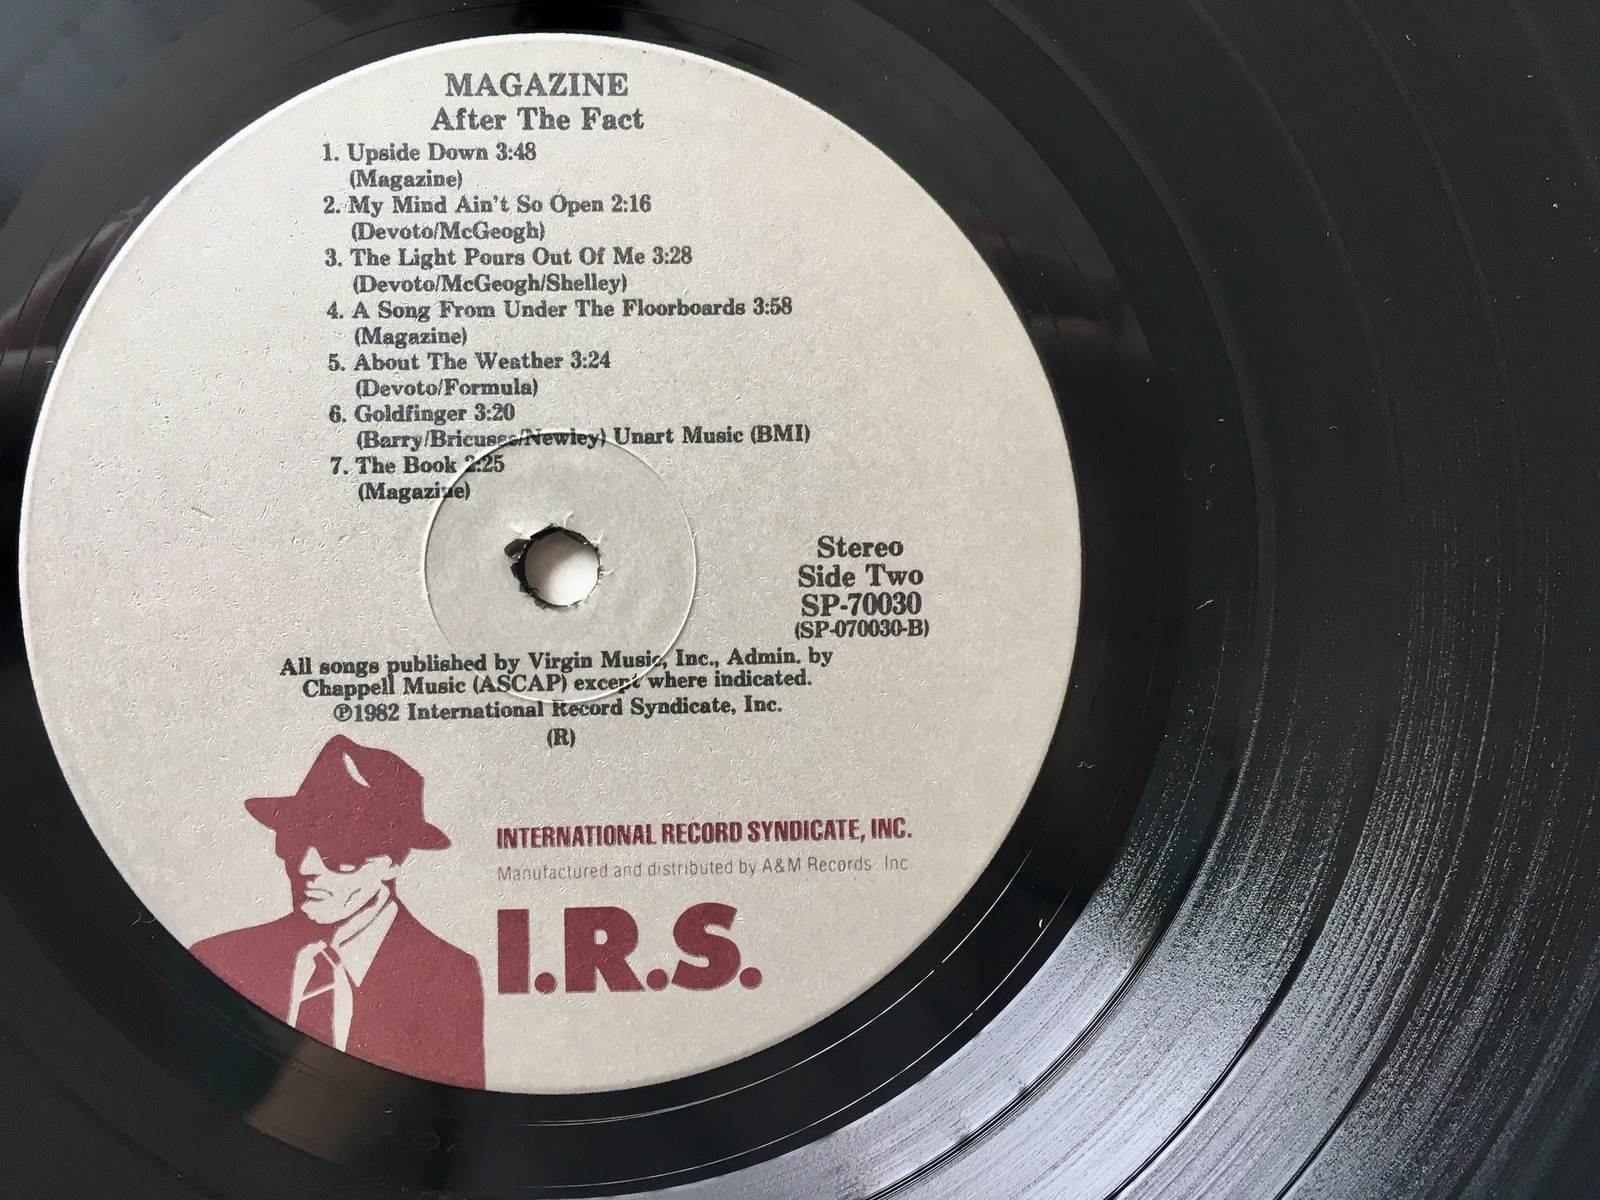 MAGAZINE
After The Fact
1. Upside Down 3:48
(Magazine)
2. My Mind Ain't So Open 2:16
(Devoto/McGeogh)
3. The Light Pours Out Of Me 3:28
(Devoto/McGeogh/Shelley)
4. A Song From Under The Floorboards 3:58
(Magazine)
5. About The Weather 3:24
(Devoto/Formula)
6. Goldfinger 3:20
(Barry/Bricusse/Newley) Unart Music (BMI)
7. The Book 2:25
(Magazine)
Stereo
Side Two
SP-70030
(SP-070030-B)
All songs published by Virgin Music, Inc., Admin. by
Chappell Music (ASCAP) except where indicated.
℗1982 International Record Syndicate, Inc.
(R)
INTERNATIONAL RECORD SYNDICATE, INC.
Manufactured and distributed by A&M Records Inc
I.R.S.